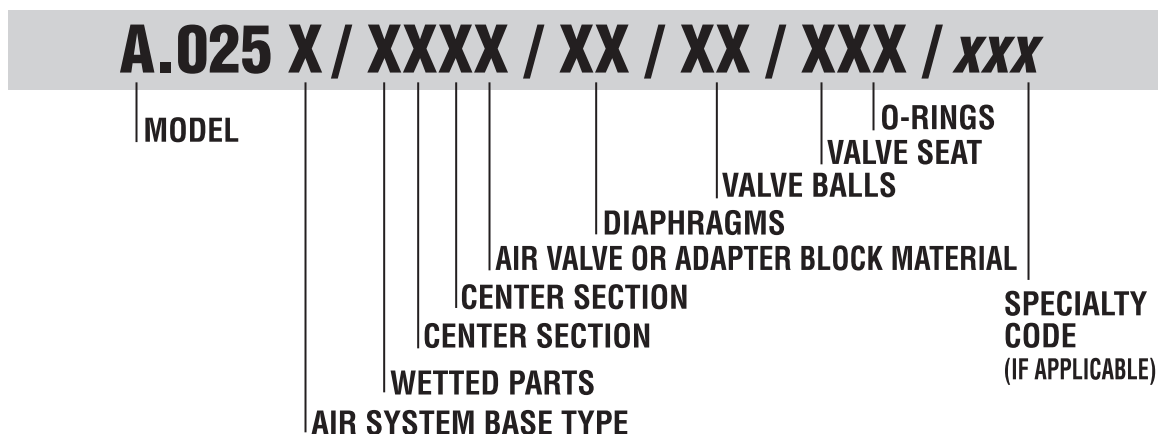 A.025 X / XXXX / XX / XX / XXX / xxx
MODEL
O-RINGS
VALVE SEAT
VALVE BALLS
DIAPHRAGMS
AIR VALVE OR ADAPTER BLOCK MATERIAL
CENTER SECTION
CENTER SECTION
WETTED PARTS
AIR SYSTEM BASE TYPE
SPECIALTY
CODE
(IF APPLICABLE)